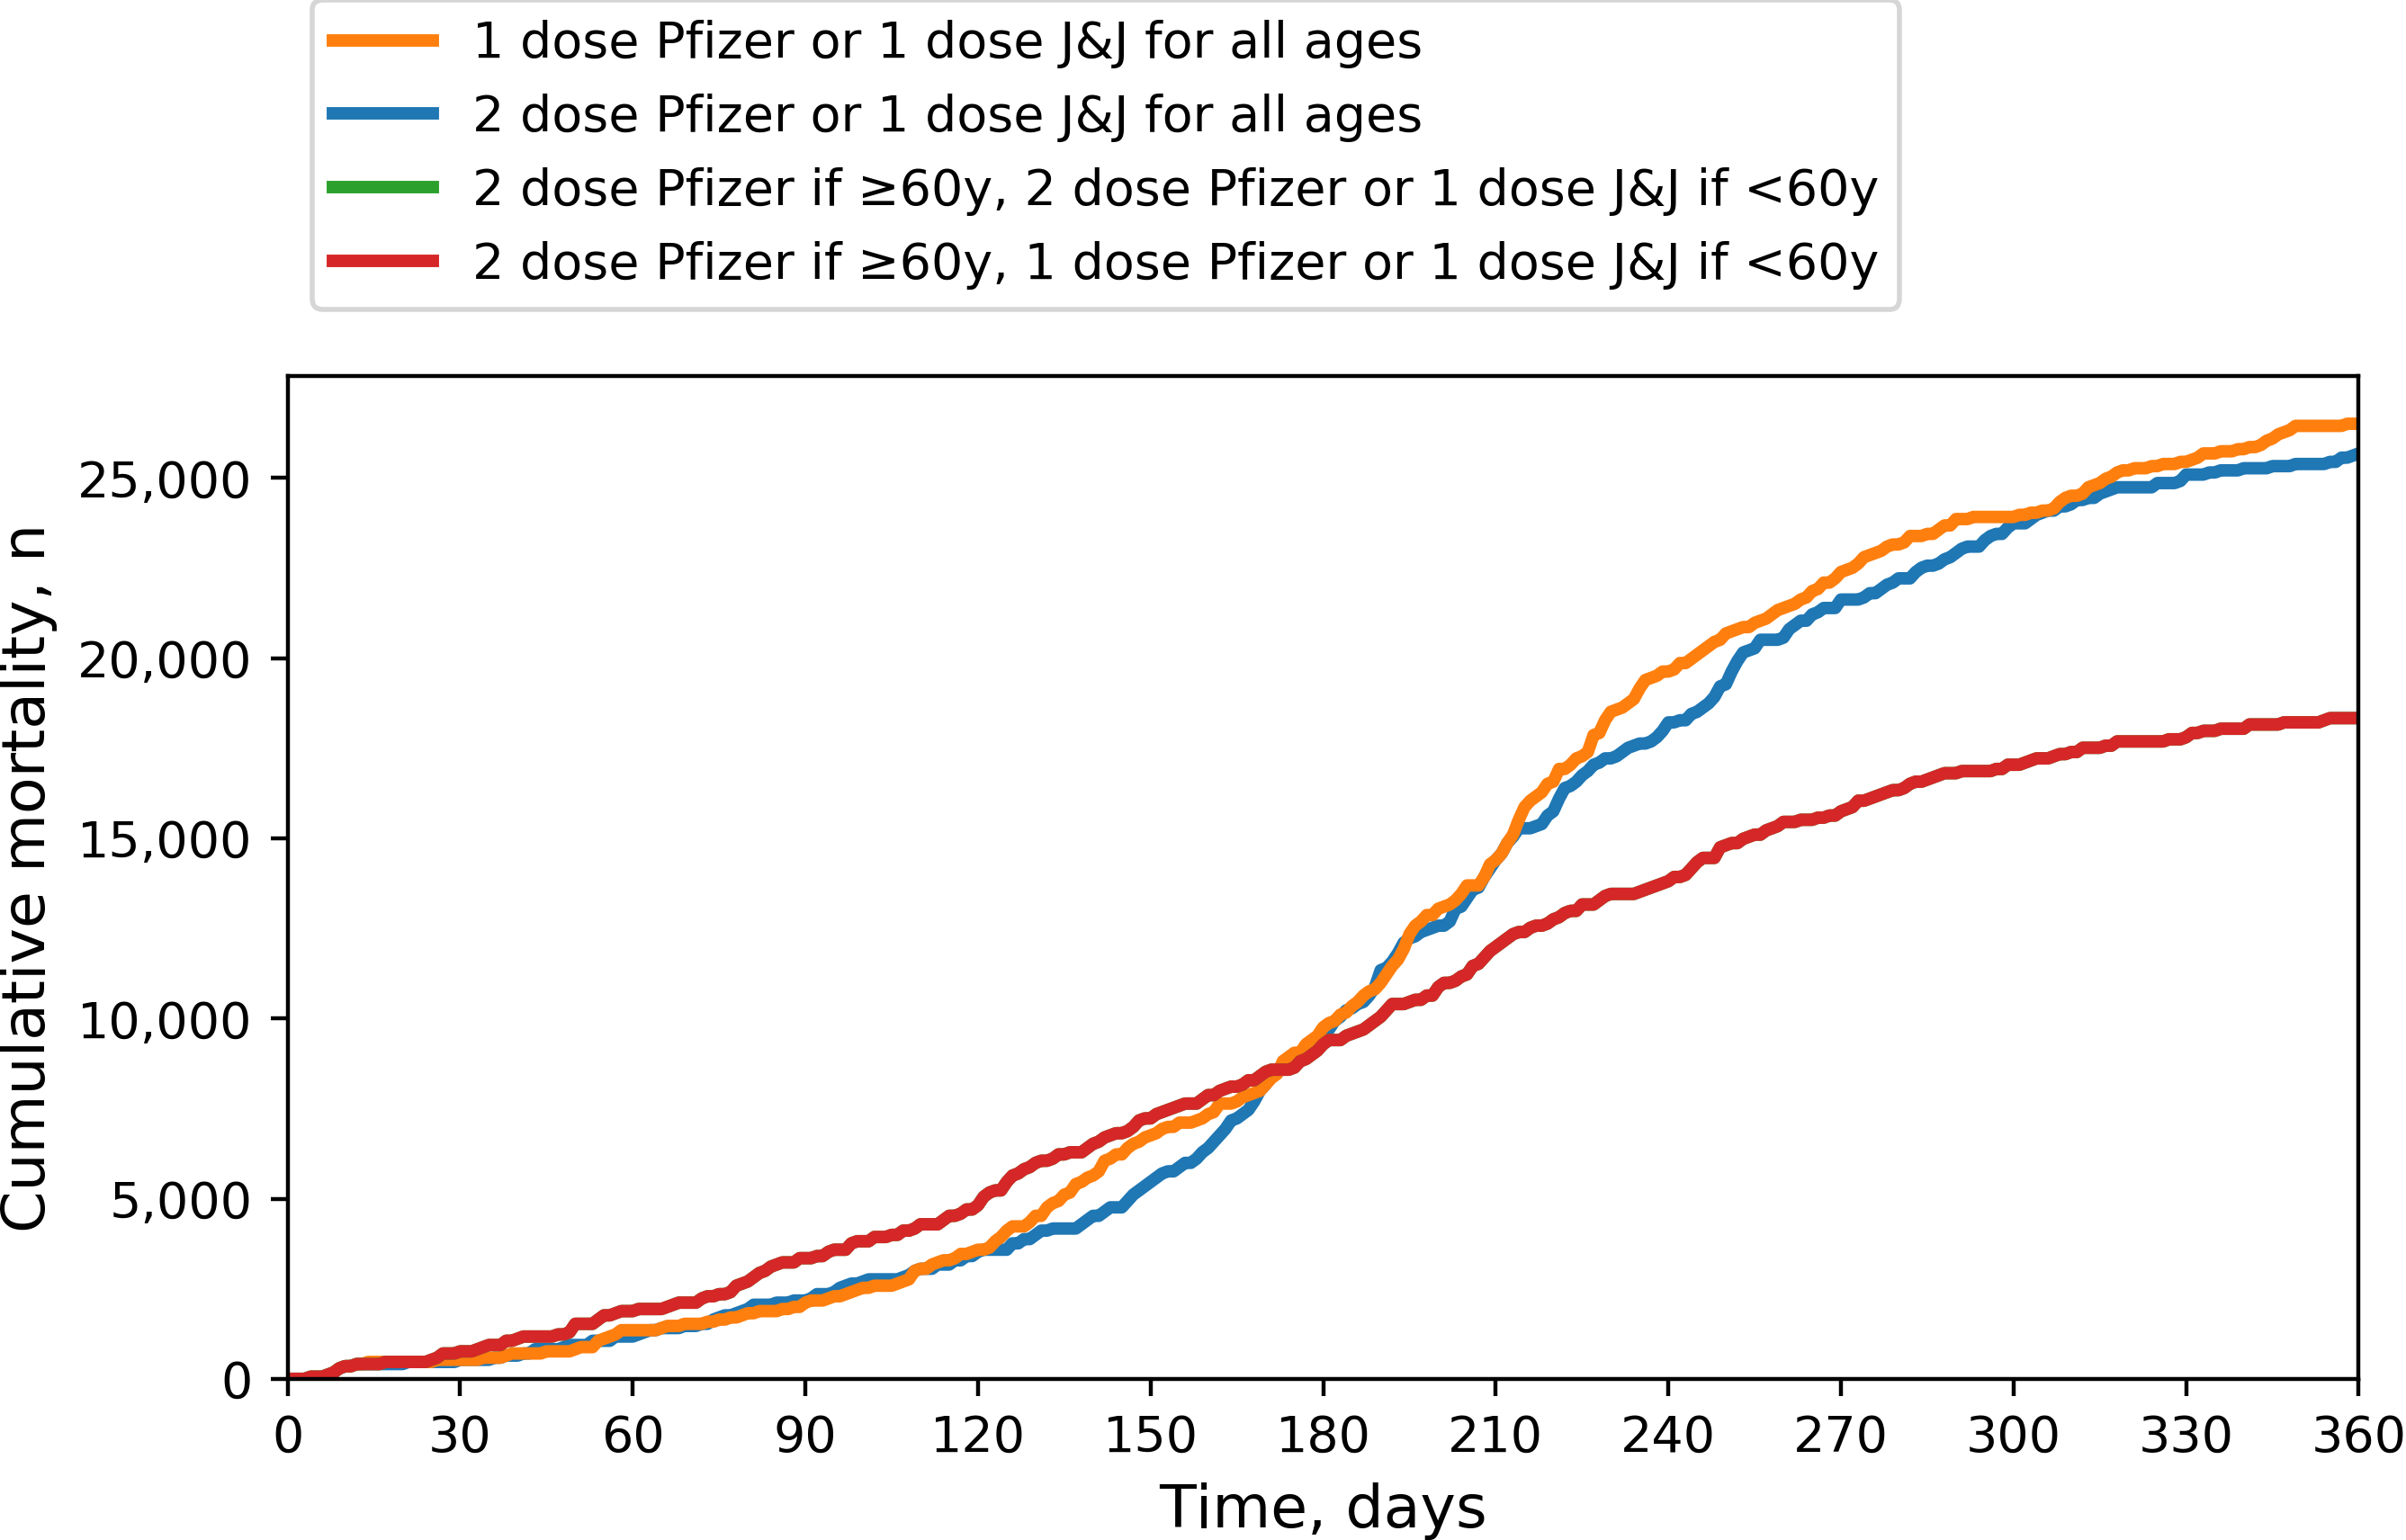 1 dose Pfizer or 1 dose J&J for all ages
2 dose Pfizer or 1 dose J&J for all ages
2 dose Pfizer if ≥60y, 2 dose Pfizer or 1 dose J&J if <60y
2 dose Pfizer if ≥60y, 1 dose Pfizer or 1 dose J&J if <60y
Cumulative mortality, n
25,000
20,000
15,000
10,000
5,000
0
0 30 60 90 120 150 180 210 240 270 300 330 360
Time, days